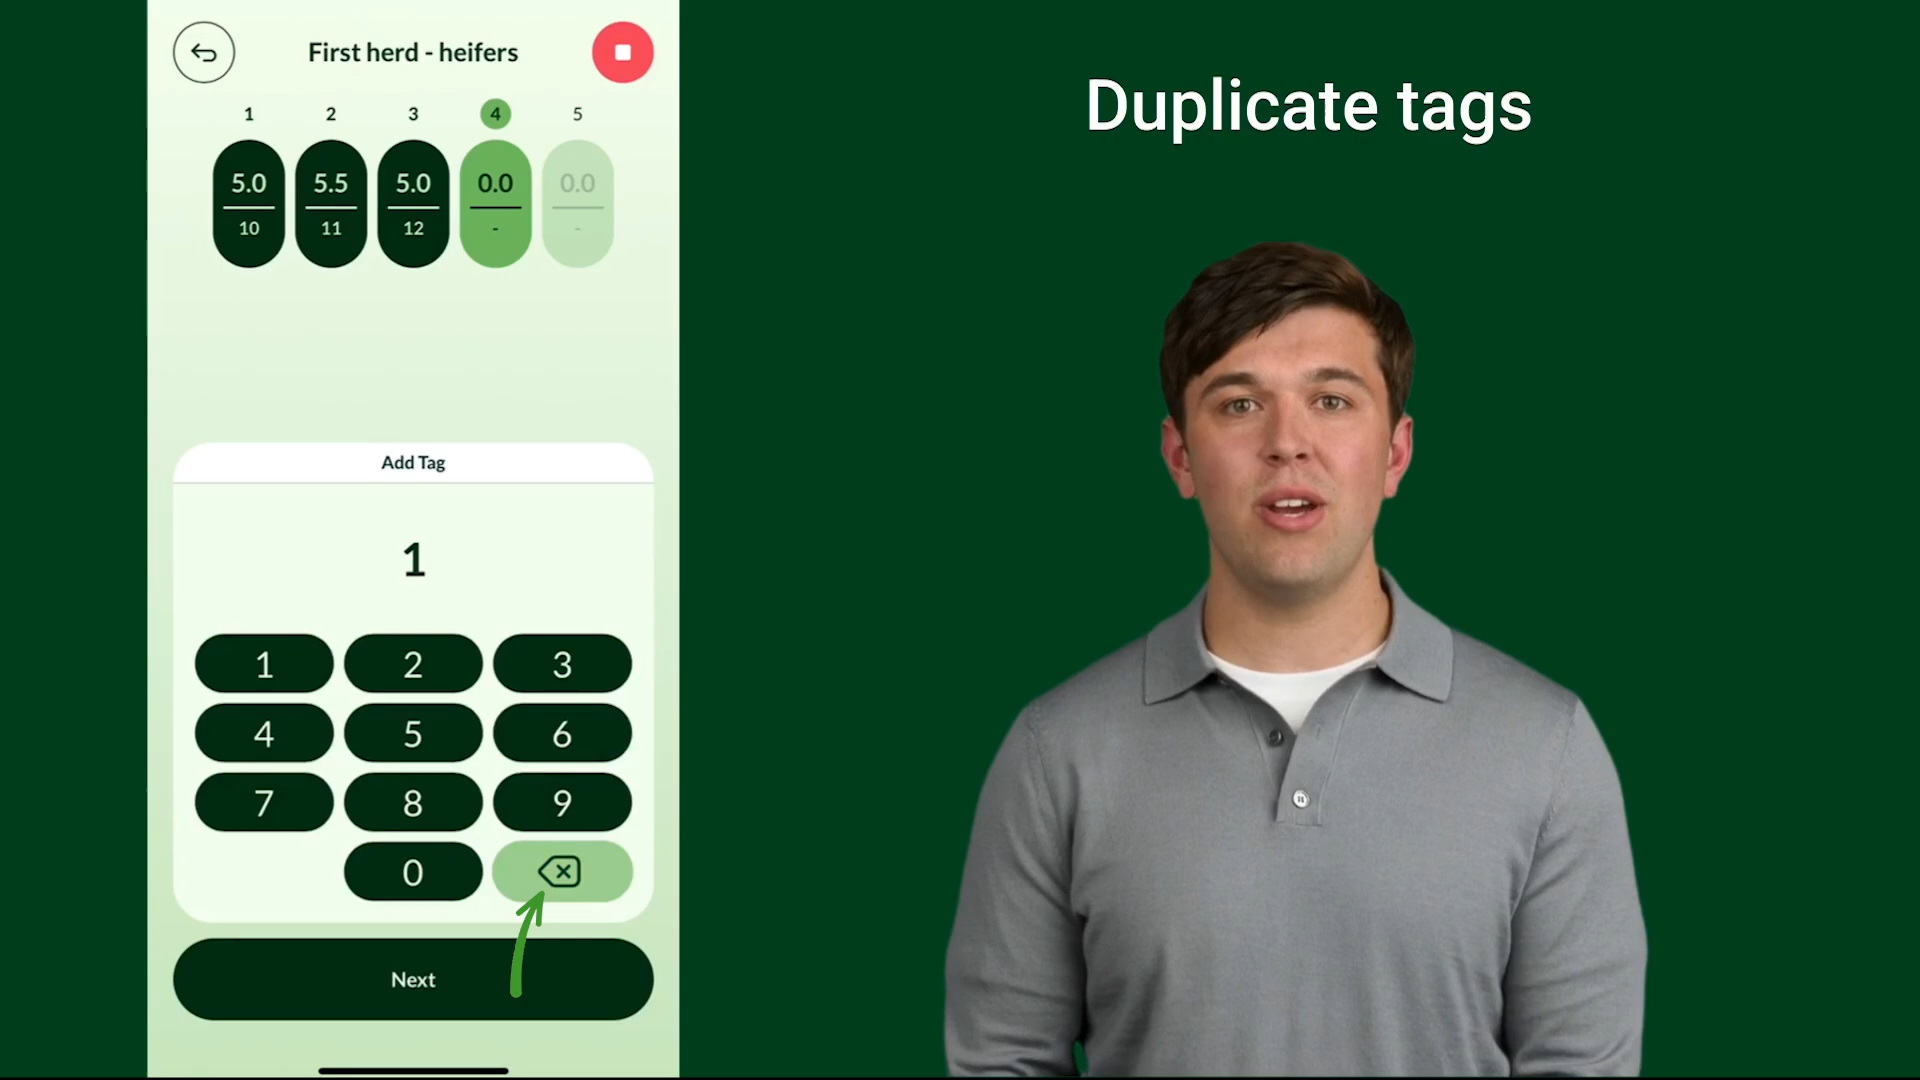 First herd - heifers
1 2 3 4 5
5.0 5.5 5.0 0.0 0.0
10 11 12 - -
Add Tag
1
1 2 3
4 5 6
7 8 9
0
Next
Duplicate tags